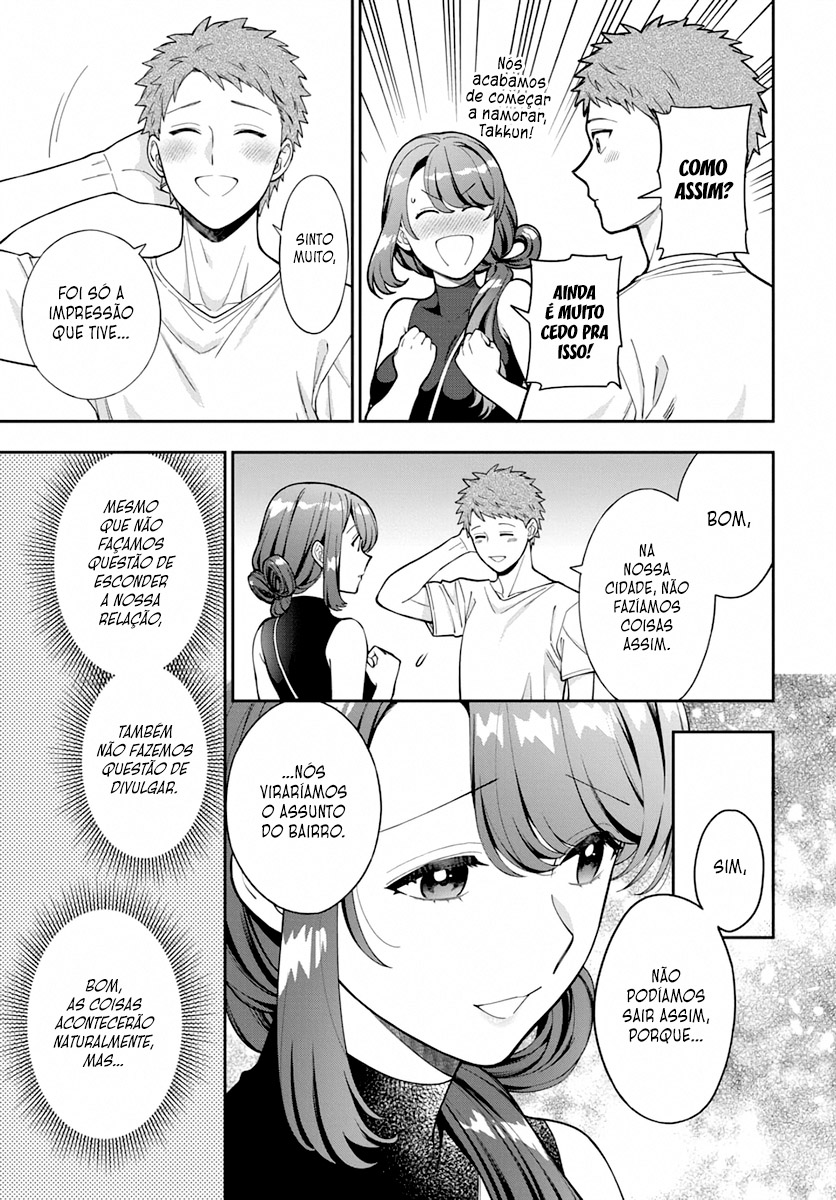 COMO
ASSIM?
Nós
acabamos
de começar
a namorar,
Takkun!
AINDA
É MUITO
CEDO PRA
ISSO!
SINTO
MUITO,
FOI SÓ A
IMPRESSÃO
QUE TIVE...
BOM,
NA
NOSSA
CIDADE, NÃO
FAZÍAMOS
COISAS
ASSIM.
SIM,
NÃO
PODÍAMOS
SAIR ASSIM,
PORQUE...
...NÓS
VIRARÍAMOS
O ASSUNTO
DO BAIRRO.
MESMO
QUE NÃO
FAÇAMOS
QUESTÃO DE
ESCONDER
A NOSSA
RELAÇÃO,
TAMBÉM
NÃO FAZEMOS
QUESTÃO DE
DIVULGAR.
BOM,
AS COISAS
ACONTECERÃO
NATURALMENTE,
MAS...